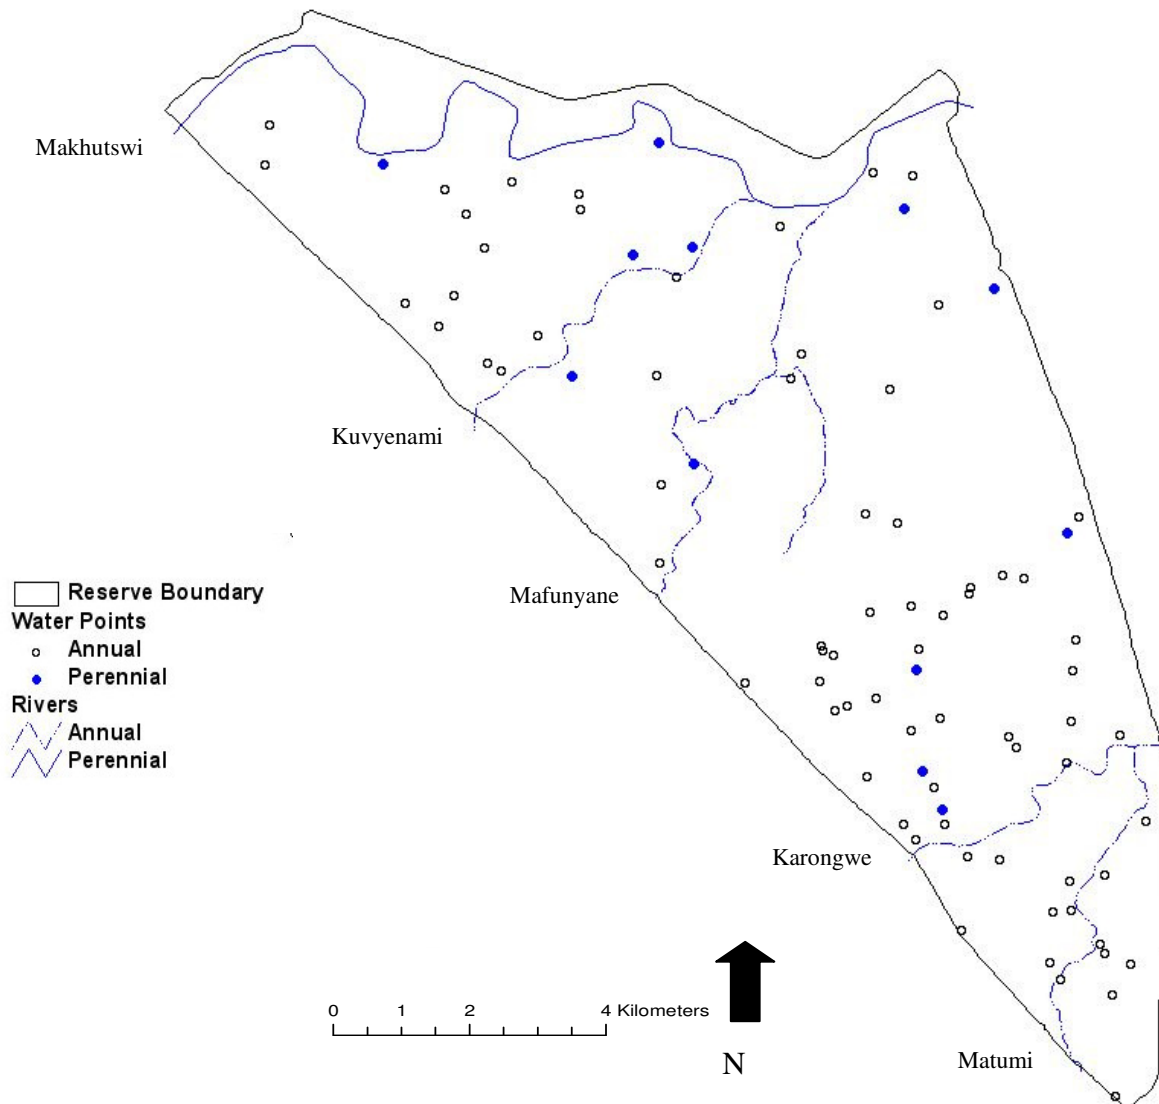 Makhutswi
Kuvyenami
Reserve Boundary
Water Points
Annual
Perennial
Rivers
Annual
Perennial
Mafunyane
Karongwe
0 1 2 4 Kilometers
N
Matumi